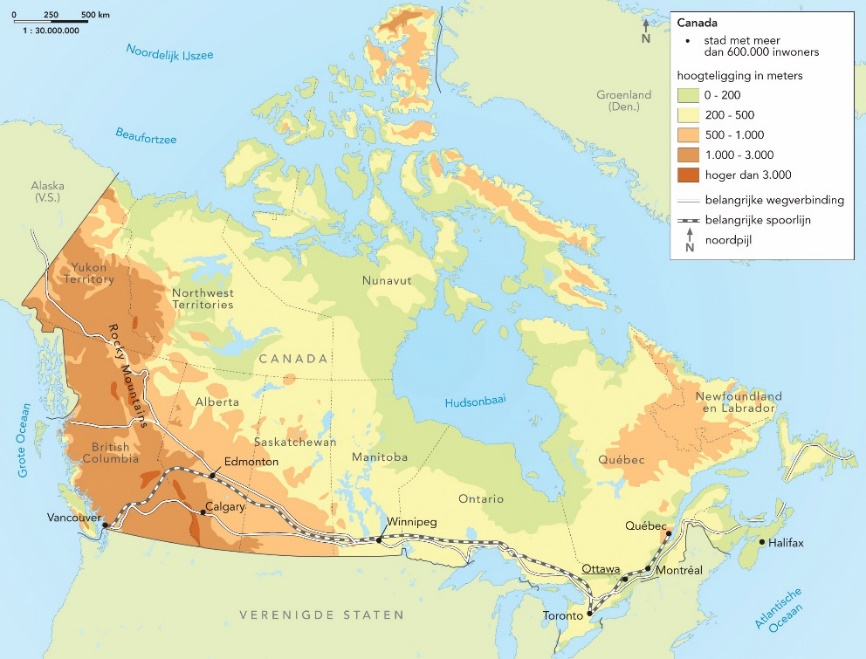 0 250 500 km
1 : 30.000.000
N
Canada
stad met meer
dan 600.000 inwoners
hoogteligging in meters
0 - 200
200 - 500
500 - 1.000
1.000 - 3.000
hoger dan 3.000
belangrijke wegverbinding
belangrijke spoorlijn
noordpijl
N
Noordelijk IJszee
Beaufortzee
Groenland
(Den.)
Alaska
(V.S.)
Yukon
Territory
Northwest
Territories
Nunavut
CANADA
Rocky Mountains
Alberta
Hudsonbaai
Newfoundland
en Labrador
Grote Oceaan
British
Columbia
Saskatchewan
Manitoba
Québec
Edmonton
Ontario
Calgary
Vancouver
Winnipeg
Québec
Halifax
Ottawa
Montréal
Toronto
VERENIGDE STATEN
Atlantische
Oceaan